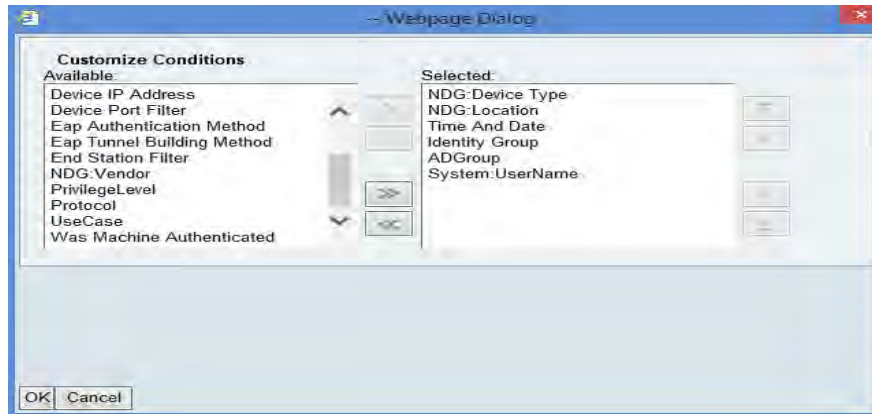 -- Webpage Dialog
Customize Conditions
Available:
Device IP Address
Device Port Filter
Eap Authentication Method
Eap Tunnel Building Method
End Station Filter
NDG:Vendor
PrivilegeLevel
Protocol
UseCase
Was Machine Authenticated
>
>>
<<
Selected:
NDG:Device Type
NDG:Location
Time And Date
Identity Group
ADGroup
System:UserName
OK
Cancel